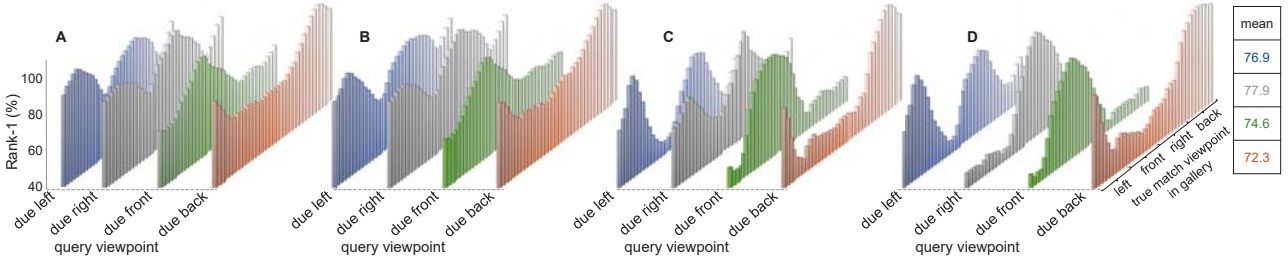 A
B
C
D
Rank-1 (%)
100
80
60
40
due left
due right
due front
due back
query viewpoint
due left
due right
due front
due back
query viewpoint
due left
due right
due front
due back
query viewpoint
due left
due right
due front
due back
query viewpoint
left
front
right
back
true match viewpoint
in gallery
mean
76.9
77.9
74.6
72.3